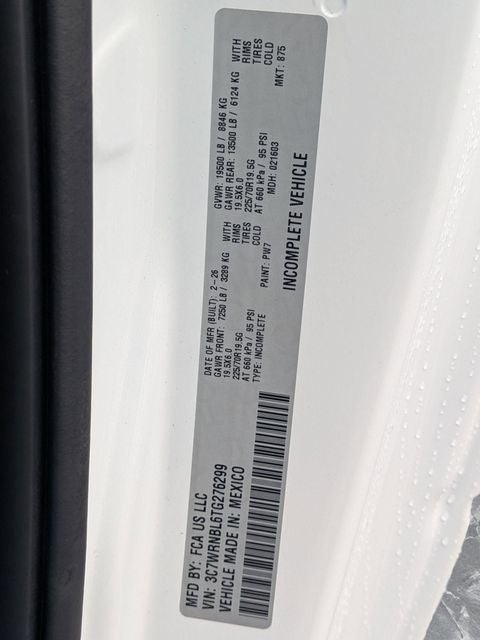 MFD BY: FCA US LLC
VIN: 3C7WRNBL6TG276299
VEHICLE MADE IN: MEXICO
DATE OF MFR (BUILT): 2-26
GAWR FRONT: 7250 LB / 3289 KG WITH
19.5X6.0 RIMS
225/70R19.5G TIRES
AT 660 kPa / 95 PSI COLD
TYPE: INCOMPLETE PAINT: PW7
GVWR: 19500 LB / 8846 KG
GAWR REAR: 13500 LB / 6124 KG WITH
19.5X6.0 RIMS
225/70R19.5G TIRES
AT 660 kPa / 95 PSI COLD
MDH: 021603 MKT: 875
INCOMPLETE VEHICLE